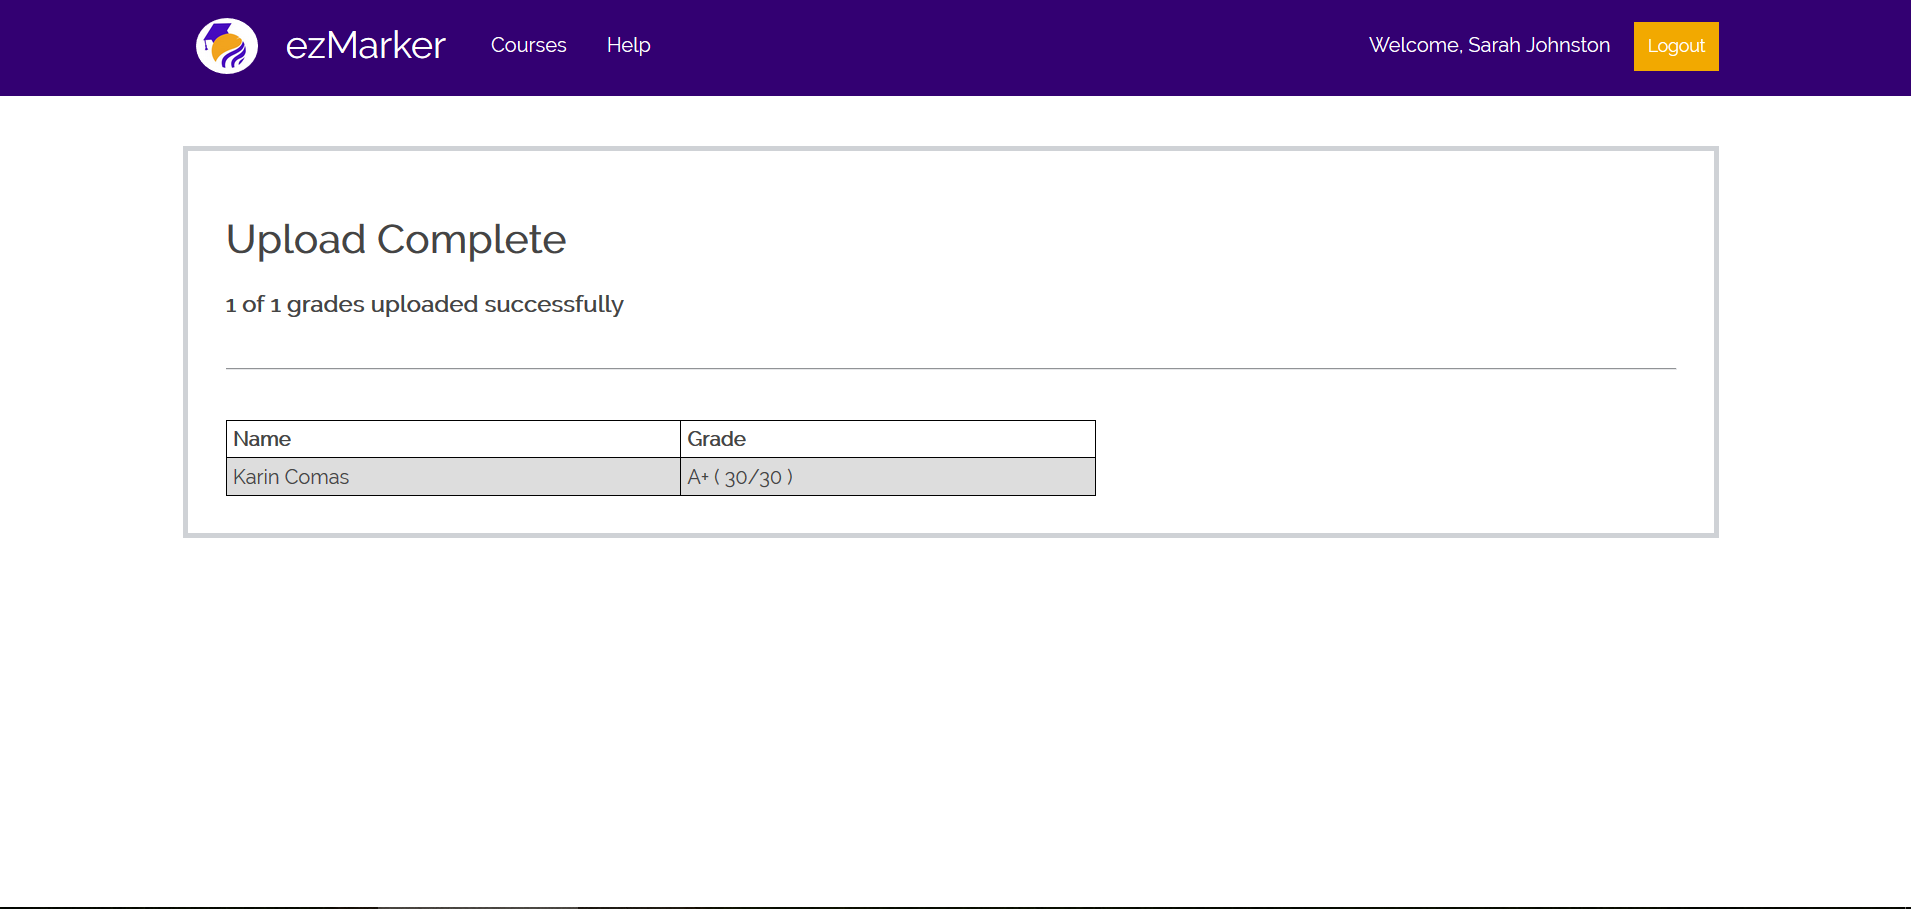 ezMarker Courses Help Welcome, Sarah Johnston Logout
Upload Complete
1 of 1 grades uploaded successfully
Name Grade
Karin Comas A+ ( 30/30 )